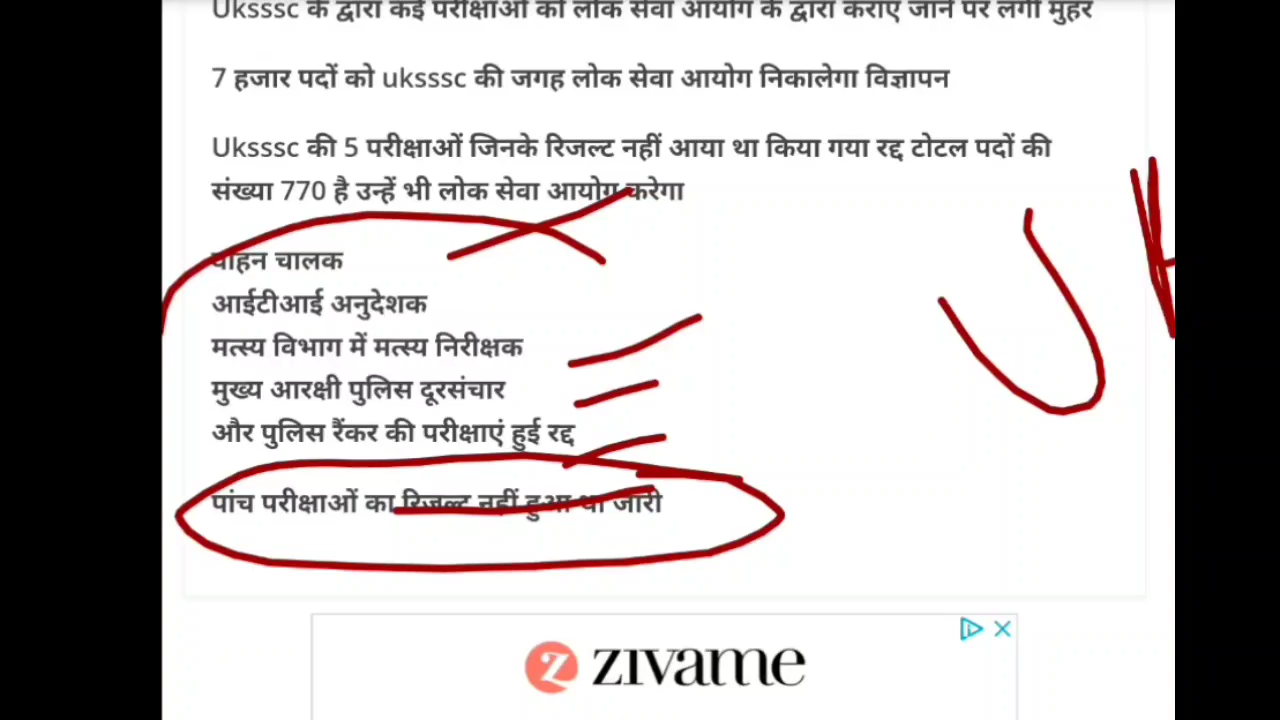 Uksssc के द्वारा कई परीक्षाओं को लोक सेवा आयोग के द्वारा कराए जाने पर लगी मुहर
7 हजार पदों को uksssc की जगह लोक सेवा आयोग निकालेगा विज्ञापन
Uksssc की 5 परीक्षाओं जिनके रिजल्ट नहीं आया था किया गया रद्द टोटल पदों की
संख्या 770 है उन्हें भी लोक सेवा आयोग करेगा
वाहन चालक
आईटीआई अनुदेशक
मत्स्य विभाग में मत्स्य निरीक्षक
मुख्य आरक्षी पुलिस दूरसंचार
और पुलिस रैंकर की परीक्षाएं हुई रद्द
पांच परीक्षाओं का रिजल्ट नहीं हुआ था जारी
U
zivame